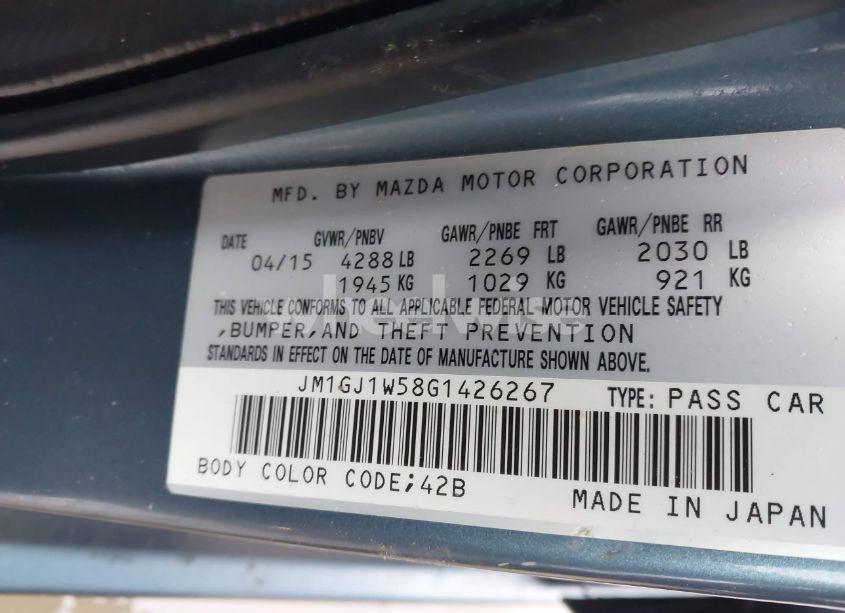 MFD. BY MAZDA MOTOR CORPORATION
DATE GVWR/PNBV GAWR/PNBE FRT GAWR/PNBE RR
04/15 4288 LB 2269 LB 2030 LB
1945 KG 1029 KG 921 KG
THIS VEHICLE CONFORMS TO ALL APPLICABLE FEDERAL MOTOR VEHICLE SAFETY
,BUMPER,AND THEFT PREVENTION
STANDARDS IN EFFECT ON THE DATE OF MANUFACTURE SHOWN ABOVE.
JM1GJ1W58G1426267 TYPE: PASS CAR
BODY COLOR CODE;42B
MADE IN JAPAN